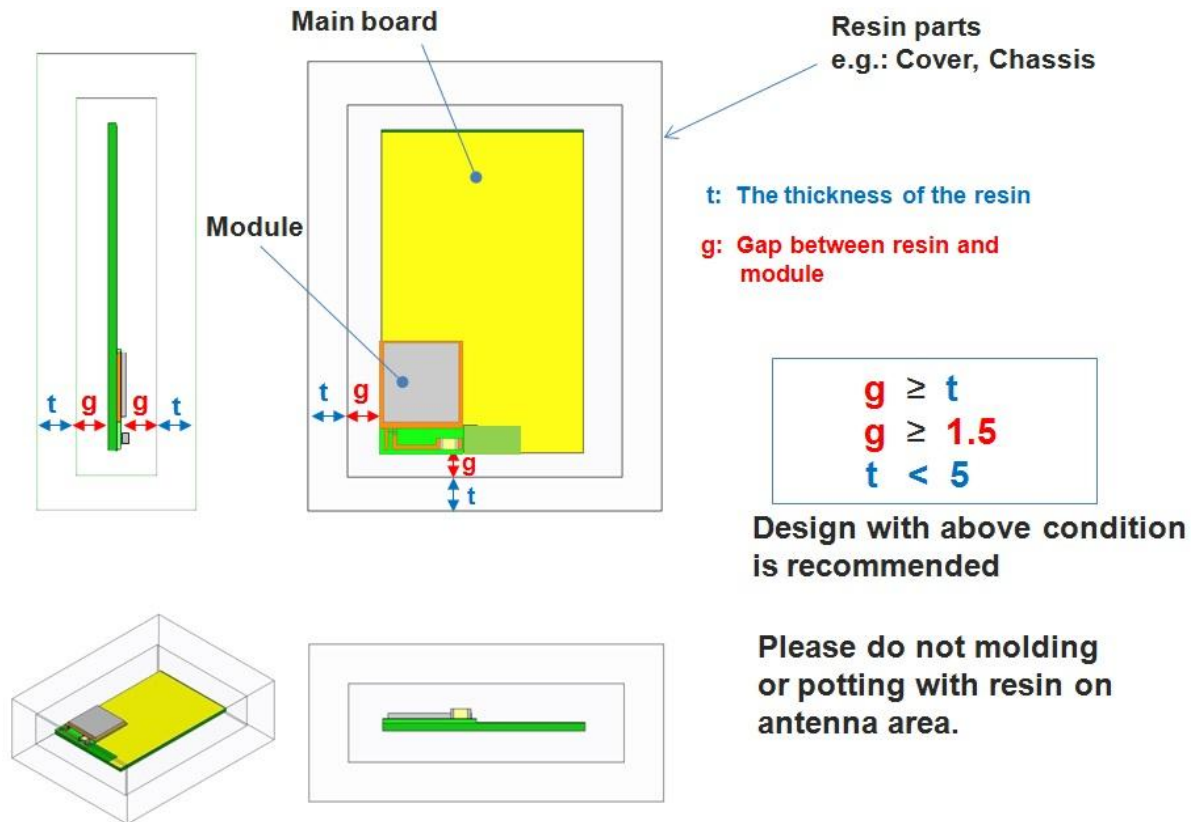 Main board
Resin parts
e.g.: Cover, Chassis
t: The thickness of the resin
g: Gap between resin and
module
Module
t g g t
t g
g
t
g ≥ t
g ≥ 1.5
t < 5
Design with above condition
is recommended
Please do not molding
or potting with resin on
antenna area.